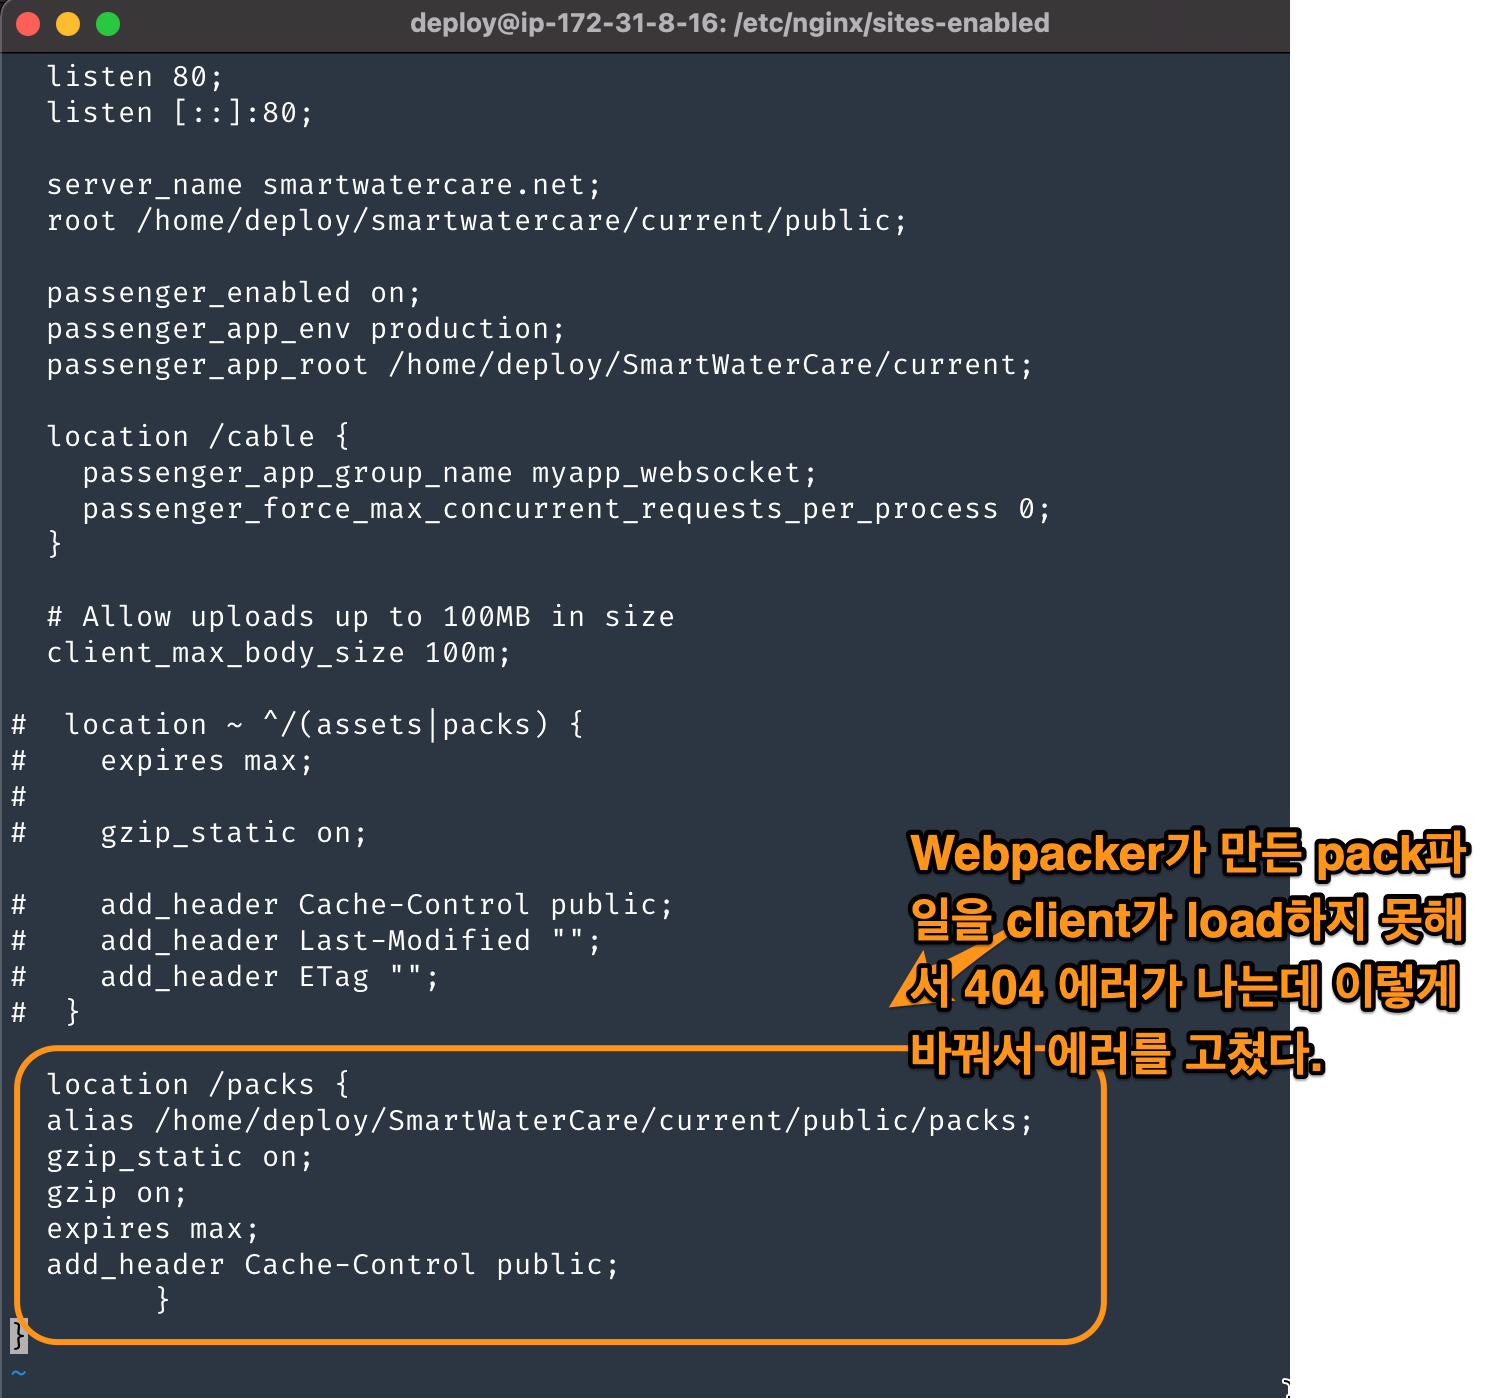 deploy@ip-172-31-8-16: /etc/nginx/sites-enabled
listen 80;
listen [::]:80;
server_name smartwatercare.net;
root /home/deploy/smartwatercare/current/public;
passenger_enabled on;
passenger_app_env production;
passenger_app_root /home/deploy/SmartWaterCare/current;
location /cable {
passenger_app_group_name myapp_websocket;
passenger_force_max_concurrent_requests_per_process 0;
}
# Allow uploads up to 100MB in size
client_max_body_size 100m;
# location ~ ^/(assets|packs) {
# expires max;
#
# gzip_static on;
# add_header Cache-Control public;
# add_header Last-Modified "";
# add_header ETag "";
# }
Webpacker가 만든 pack파
일을 client가 load하지 못해
서 404 에러가 나는데 이렇게
바꿔서 에러를 고쳤다.
location /packs {
alias /home/deploy/SmartWaterCare/current/public/packs;
gzip_static on;
gzip on;
expires max;
add_header Cache-Control public;
}
}
~